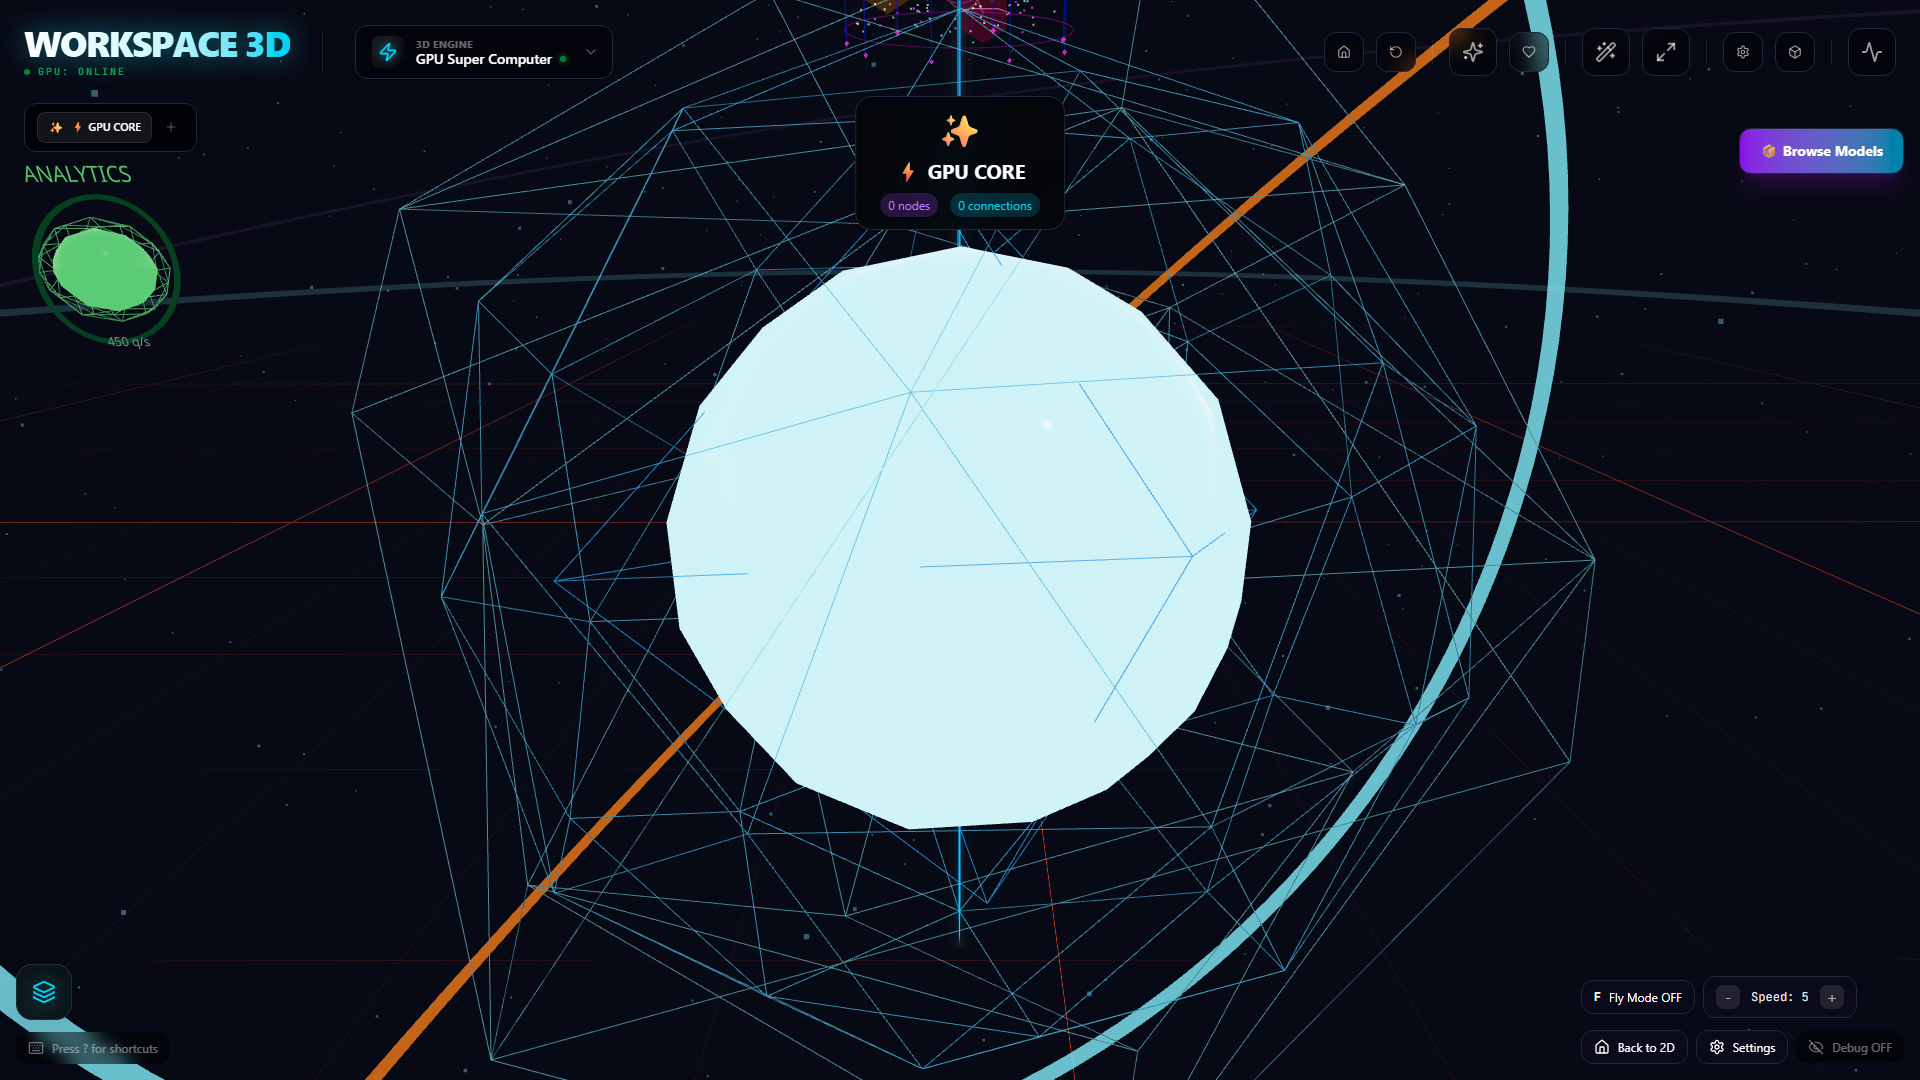 WORKSPACE 3D
GPU: ONLINE
3D ENGINE
GPU Super Computer
GPU CORE +
ANALYTICS
450 q/s
GPU CORE
0 nodes 0 connections
Browse Models
F Fly Mode OFF
- Speed: 5 +
Press ? for shortcuts
Back to 2D
Settings
Debug OFF